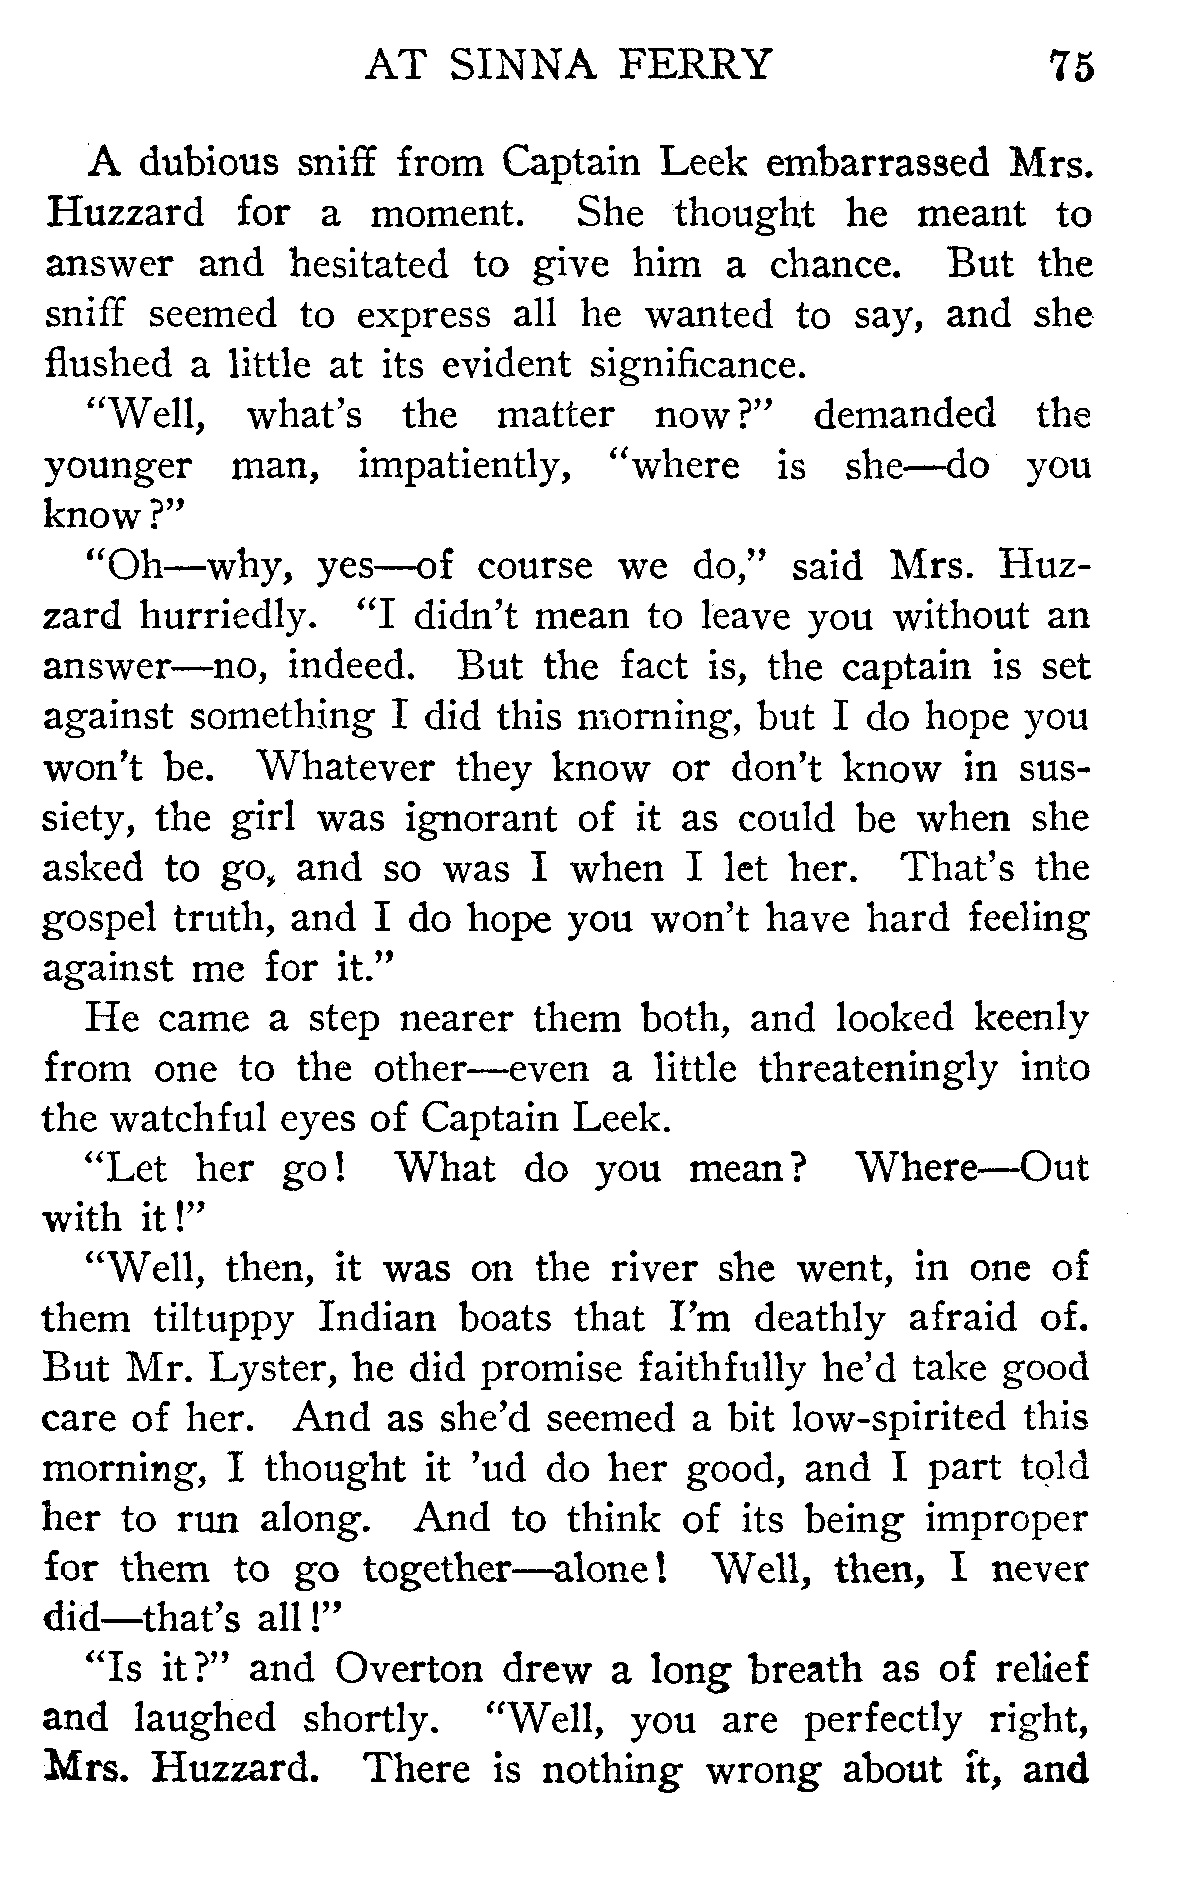 AT SINNA FERRY 75
A dubious sniff from Captain Leek embarrassed Mrs.
Huzzard for a moment. She thought he meant to
answer and hesitated to give him a chance. But the
sniff seemed to express all he wanted to say, and she
flushed a little at its evident significance.
“Well, what’s the matter now?” demanded the
younger man, impatiently, “where is she—do you
know?”
“Oh—why, yes—of course we do,” said Mrs. Huz-
zard hurriedly. “I didn’t mean to leave you without an
answer—no, indeed. But the fact is, the captain is set
against something I did this morning, but I do hope you
won’t be. Whatever they know or don’t know in sus-
siety, the girl was ignorant of it as could be when she
asked to go, and so was I when I let her. That’s the
gospel truth, and I do hope you won’t have hard feeling
against me for it.”
He came a step nearer them both, and looked keenly
from one to the other—even a little threateningly into
the watchful eyes of Captain Leek.
“Let her go! What do you mean? Where—Out
with it!”
“Well, then, it was on the river she went, in one of
them tiltuppy Indian boats that I’m deathly afraid of.
But Mr. Lyster, he did promise faithfully he’d take good
care of her. And as she’d seemed a bit low-spirited this
morning, I thought it ’ud do her good, and I part told
her to run along. And to think of its being improper
for them to go together—alone! Well, then, I never
did—that’s all!”
“Is it?” and Overton drew a long breath as of relief
and laughed shortly. “Well, you are perfectly right,
Mrs. Huzzard. There is nothing wrong about it, and